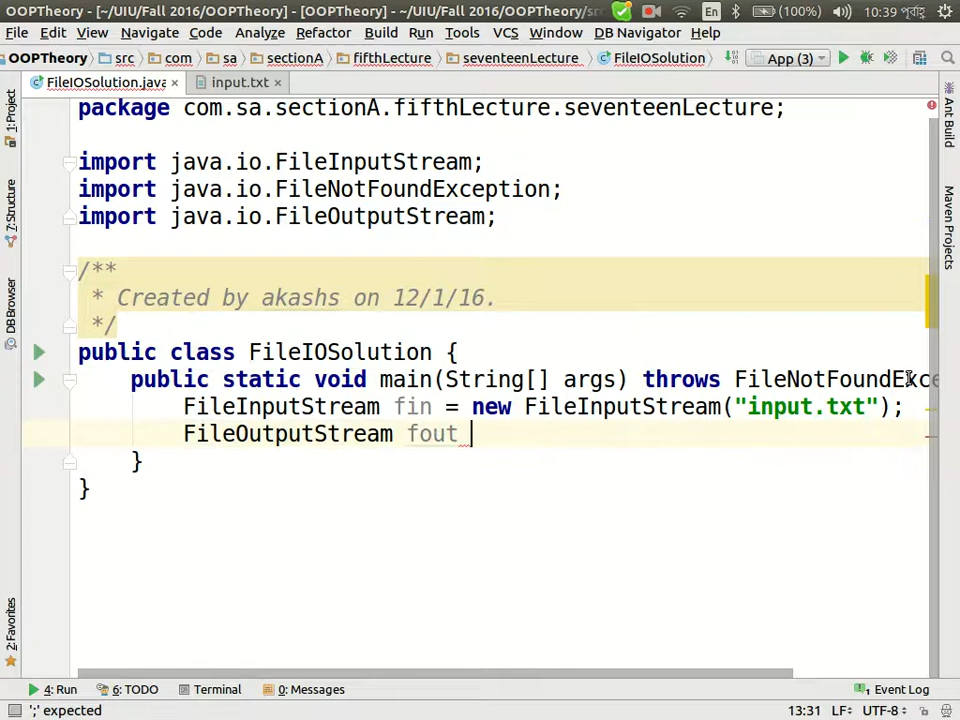 OOPTheory - [~/UIU/Fall 2016/OOPTheory] - [OOPTheory] - ~/UIU/Fall 2016/OOPTheory/
En (100%) 10:39 পূর্বাহ্ণ
File Edit View Navigate Code Analyze Refactor Build Run Tools VCS Window DB Navigator Help
OOPTheory src com sa sectionA fifthLecture seventeenLecture FileIOSolution App (3)
FileIOSolution.java × input.txt ×
1: Project
7: Structure
DB Browser
2: Favorites
package com.sa.sectionA.fifthLecture.seventeenLecture;
import java.io.FileInputStream;
import java.io.FileNotFoundException;
import java.io.FileOutputStream;
/**
* Created by akashs on 12/1/16.
*/
public class FileIOSolution {
public static void main(String[] args) throws FileNotFoundExce
FileInputStream fin = new FileInputStream("input.txt");
FileOutputStream fout
}
}
Ant Build
Maven Projects
4: Run 6: TODO Terminal 0: Messages 1 Event Log
';' expected 13:31 LF÷ UTF-8÷